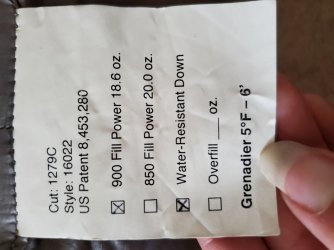 Cut: 1279C
Style: 16022
US Patent 8,453,280
☒ 900 Fill Power 18.6 oz.
☐ 850 Fill Power 20.0 oz.
☒ Water-Resistant Down
☐ Overfill ___ oz.
Grenadier 5°F – 6'